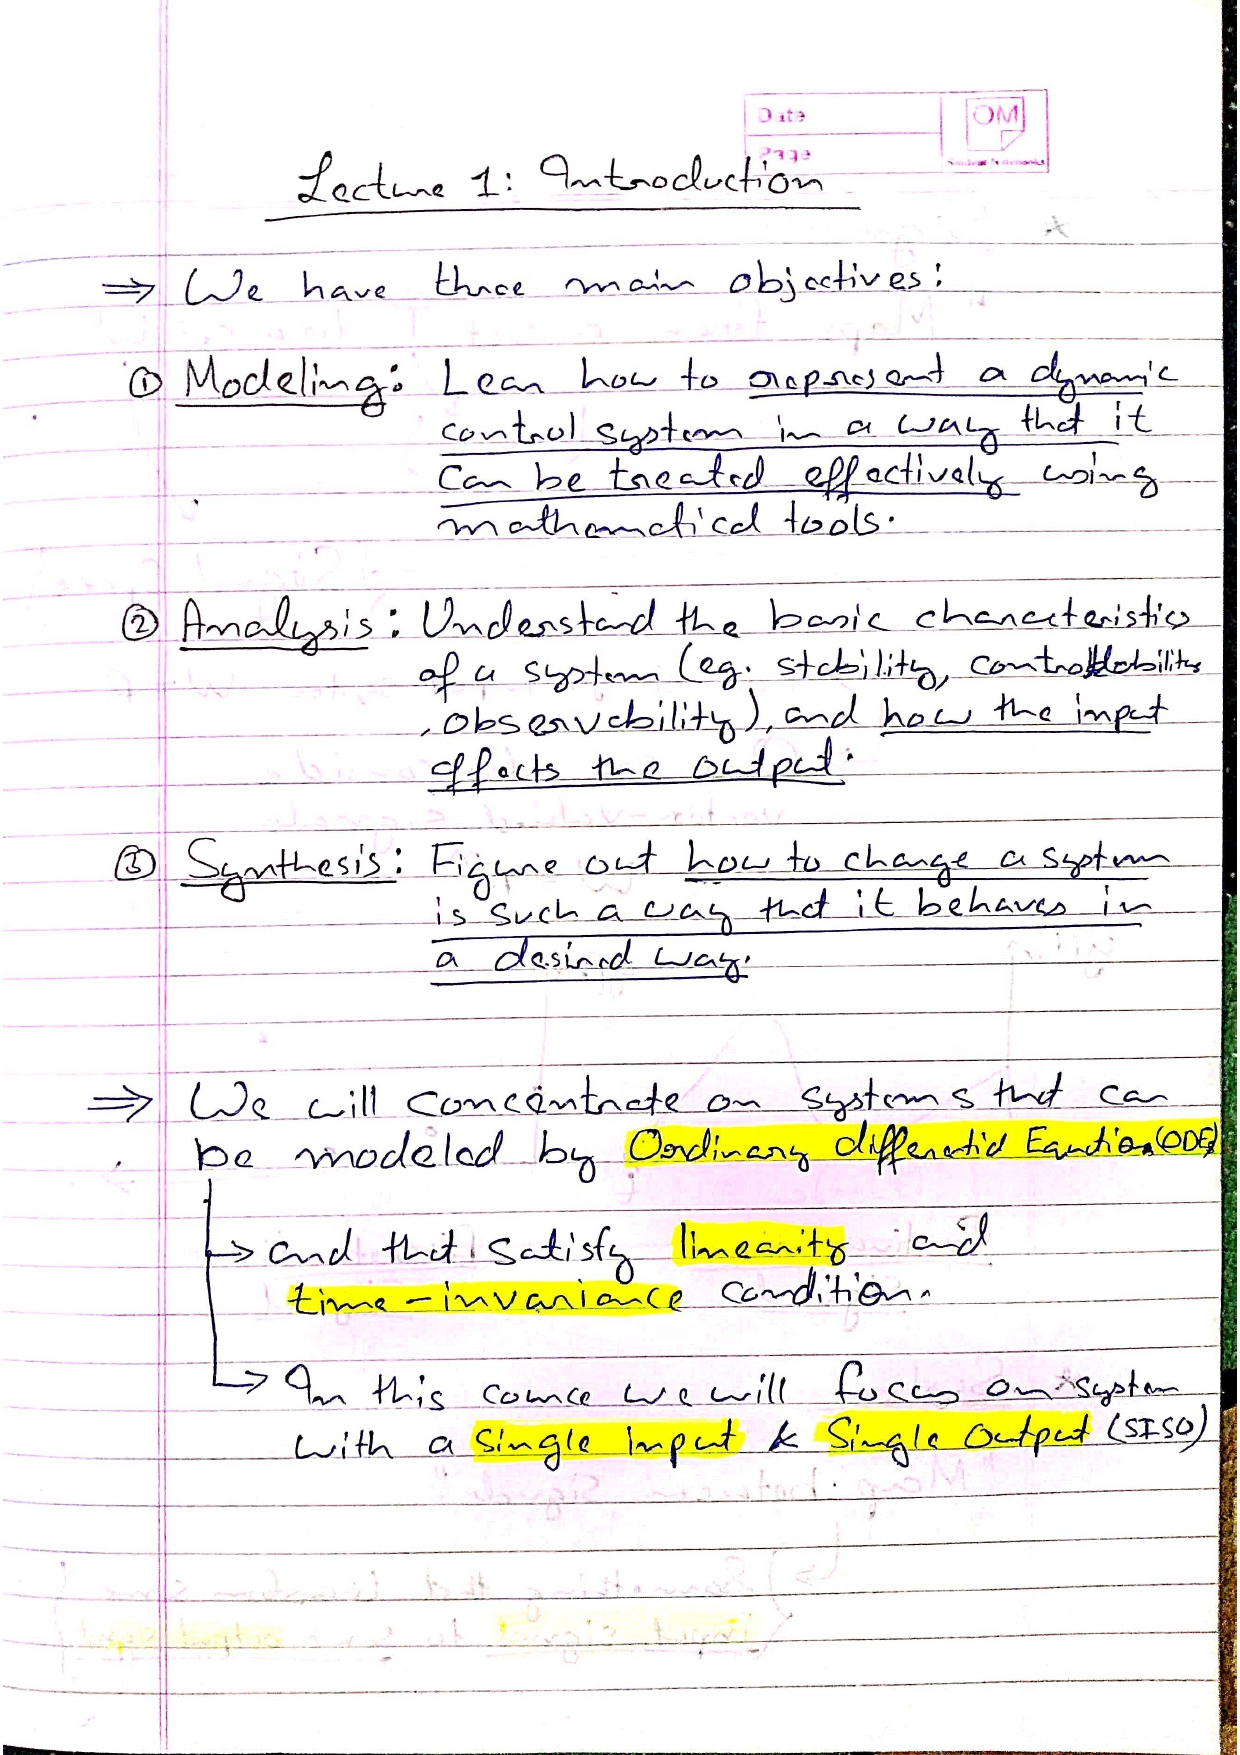 Date
OM
Page
Lecture 1: Introduction
⇒ We have three main objectives:
① Modeling: Lean how to represent a dynamic
control system in a way that it
can be treated effectively using
mathematical tools.
② Analysis: Understand the basic characteristics
of a system (eg. stability, controllability
, observability), and how the input
effects the output.
③ Synthesis: Figure out how to change a system
is such a way that it behaves in
a desired way.
⇒ We will concentrate on systems that can
be modeled by Ordinary differential Equations (ODE)
→ and that satisfy linearity and
time-invariance condition.
→ In this cource we will focus on system
with a Single Input & Single Output (SISO)